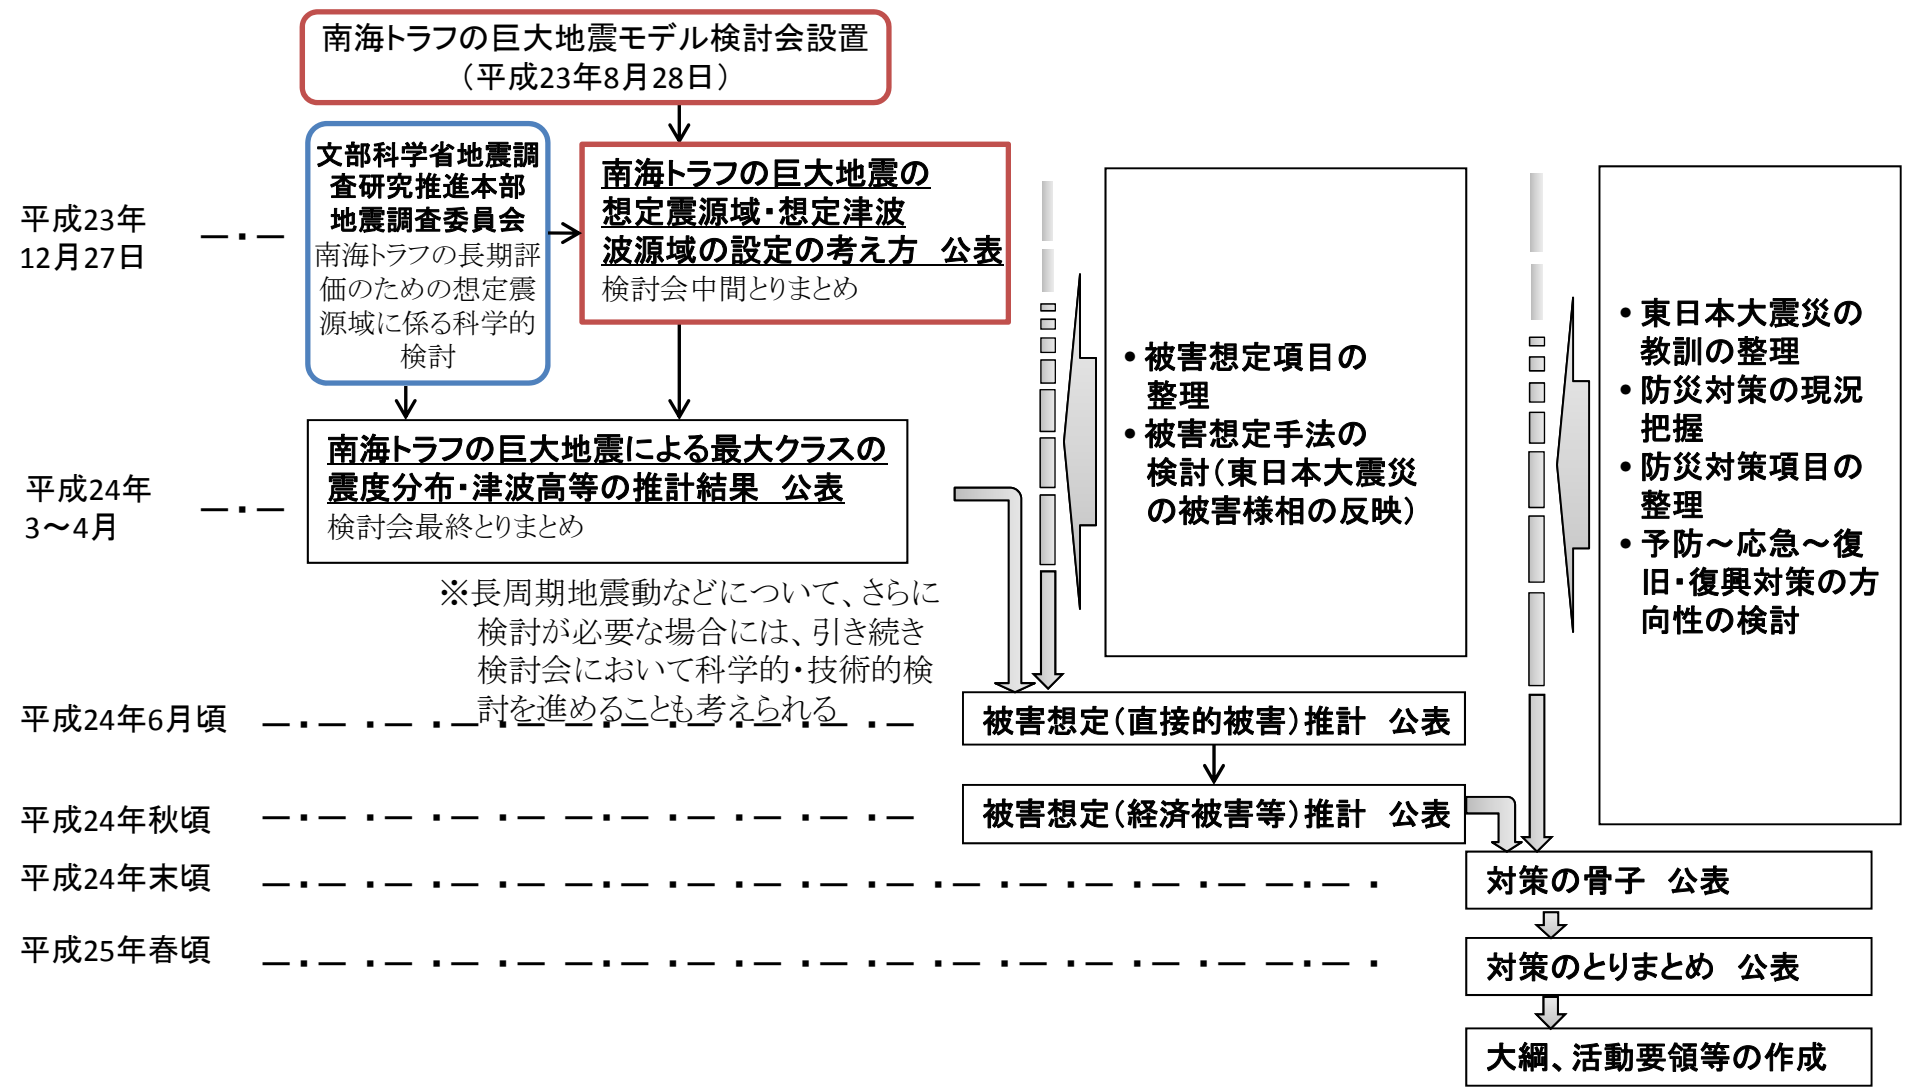 南海トラフの巨大地震モデル検討会設置
（平成23年8月28日）
平成23年
12月27日
文部科学省地震調
査研究推進本部
地震調査委員会
南海トラフの長期評
価のための想定震
源域に係る科学的
検討
南海トラフの巨大地震の
想定震源域・想定津波
波源域の設定の考え方　公表
検討会中間とりまとめ
平成24年
3～4月
南海トラフの巨大地震による最大クラスの
震度分布・津波高等の推計結果　公表
検討会最終とりまとめ
※長周期地震動などについて、さらに
検討が必要な場合には、引き続き
検討会において科学的・技術的検
討を進めることも考えられる
•被害想定項目の
整理
•被害想定手法の
検討（東日本大震災
の被害様相の反映）
•東日本大震災の
教訓の整理
•防災対策の現況
把握
•防災対策項目の
整理
•予防～応急～復
旧・復興対策の方
向性の検討
平成24年6月頃
被害想定（直接的被害）推計　公表
平成24年秋頃
被害想定（経済被害等）推計　公表
平成24年末頃
対策の骨子　公表
平成25年春頃
対策のとりまとめ　公表
大綱、活動要領等の作成